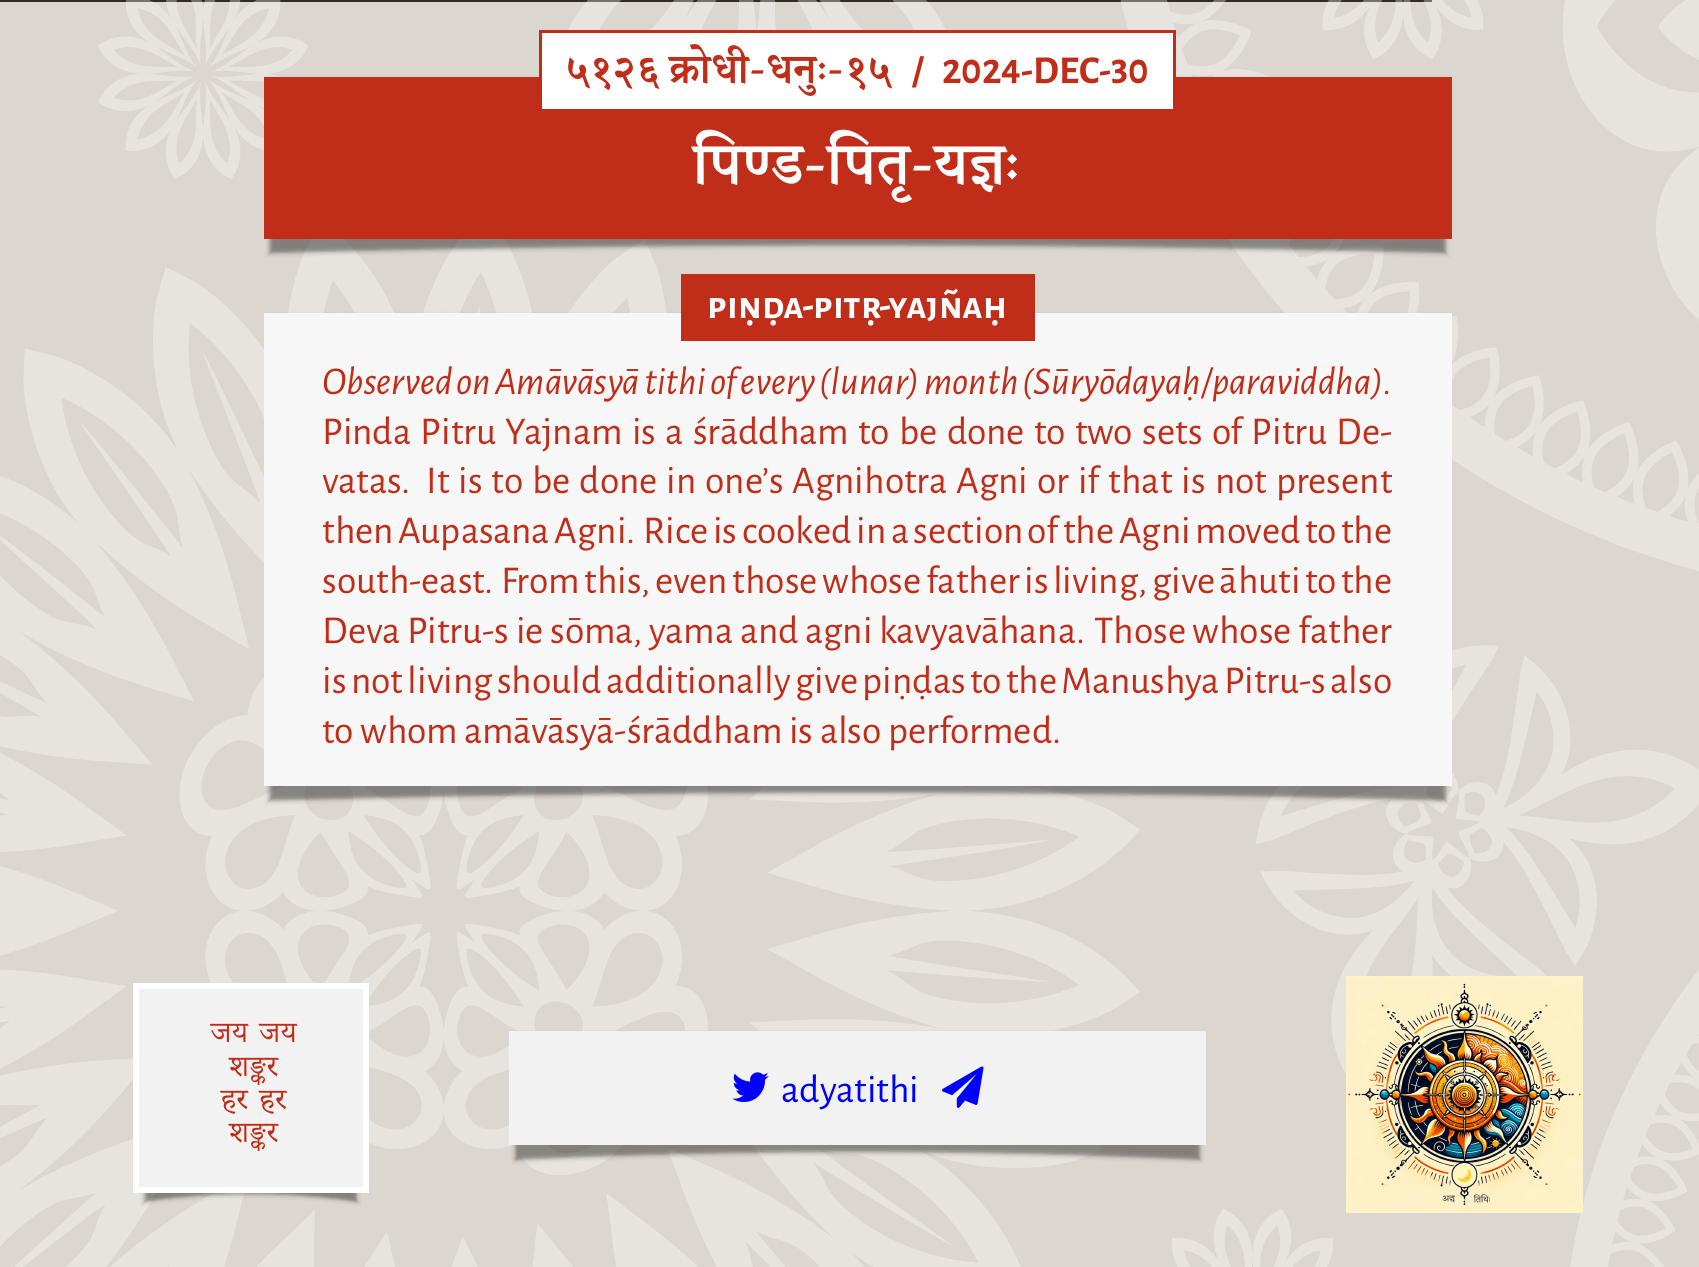 ५१२६ क्रोधी-धनुः-१५ / 2024-DEC-30
पिण्ड-पितृ-यज्ञः
PIṆḌA-PITṚ-YAJÑAḤ
Observed on Amāvāsyā tithi of every (lunar) month (Sūryōdayaḥ/paraviddha).
Pinda Pitru Yajnam is a śrāddham to be done to two sets of Pitru De-
vatas. It is to be done in one’s Agnihotra Agni or if that is not present
then Aupasana Agni. Rice is cooked in a section of the Agni moved to the
south-east. From this, even those whose father is living, give āhuti to the
Deva Pitru-s ie sōma, yama and agni kavyavāhana. Those whose father
is not living should additionally give piṇḍas to the Manushya Pitru-s also
to whom amāvāsyā-śrāddham is also performed.
जय जय
शङ्कर
हर हर
शङ्कर
adyatithi
अद्य तिथिः